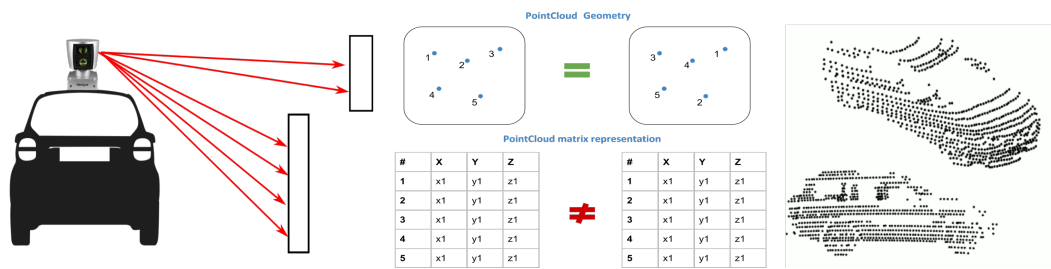 PointCloud Geometry
1 2 3 4 5
3 4 1 5 2
PointCloud matrix representation
# X Y Z
1 x1 y1 z1
2 x1 y1 z1
3 x1 y1 z1
4 x1 y1 z1
5 x1 y1 z1
# X Y Z
1 x1 y1 z1
2 x1 y1 z1
3 x1 y1 z1
4 x1 y1 z1
5 x1 y1 z1